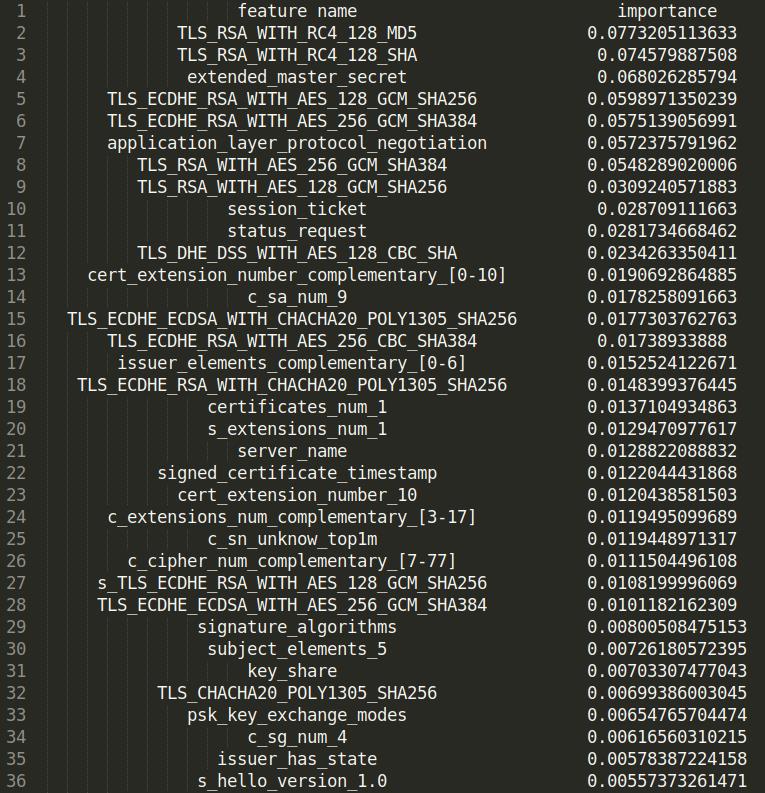 1 feature name importance
2 TLS_RSA_WITH_RC4_128_MD5 0.0773205113633
3 TLS_RSA_WITH_RC4_128_SHA 0.074579887508
4 extended_master_secret 0.068026285794
5 TLS_ECDHE_RSA_WITH_AES_128_GCM_SHA256 0.0598971350239
6 TLS_ECDHE_RSA_WITH_AES_256_GCM_SHA384 0.0575139056991
7 application_layer_protocol_negotiation 0.0572375791962
8 TLS_RSA_WITH_AES_256_GCM_SHA384 0.0548289020006
9 TLS_RSA_WITH_AES_128_GCM_SHA256 0.0309240571883
10 session_ticket 0.028709111663
11 status_request 0.0281734668462
12 TLS_DHE_DSS_WITH_AES_128_CBC_SHA 0.0234263350411
13 cert_extension_number_complementary_[0-10] 0.0190692864885
14 c_sa_num_9 0.0178258091663
15 TLS_ECDHE_ECDSA_WITH_CHACHA20_POLY1305_SHA256 0.0177303762763
16 TLS_ECDHE_RSA_WITH_AES_256_CBC_SHA384 0.01738933888
17 issuer_elements_complementary_[0-6] 0.0152524122671
18 TLS_ECDHE_RSA_WITH_CHACHA20_POLY1305_SHA256 0.0148399376445
19 certificates_num_1 0.0137104934863
20 s_extensions_num_1 0.0129470977617
21 server_name 0.0128822088832
22 signed_certificate_timestamp 0.0122044431868
23 cert_extension_number_10 0.0120438581503
24 c_extensions_num_complementary_[3-17] 0.0119495099689
25 c_sn_unknow_top1m 0.0119448971317
26 c_cipher_num_complementary_[7-77] 0.0111504496108
27 s_TLS_ECDHE_RSA_WITH_AES_128_GCM_SHA256 0.0108199996069
28 TLS_ECDHE_ECDSA_WITH_AES_256_GCM_SHA384 0.0101182162309
29 signature_algorithms 0.00800508475153
30 subject_elements_5 0.00726180572395
31 key_share 0.00703307477043
32 TLS_CHACHA20_POLY1305_SHA256 0.00699386003045
33 psk_key_exchange_modes 0.00654765704474
34 c_sg_num_4 0.00616560310215
35 issuer_has_state 0.00578387224158
36 s_hello_version_1.0 0.00557373261471